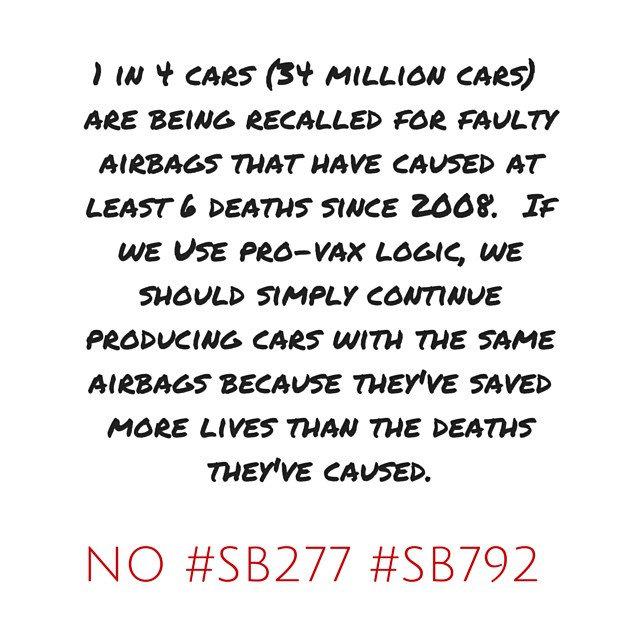 1 IN 4 CARS (34 MILLION CARS)
ARE BEING RECALLED FOR FAULTY
AIRBAGS THAT HAVE CAUSED AT
LEAST 6 DEATHS SINCE 2008. IF
WE USE PRO-VAX LOGIC, WE
SHOULD SIMPLY CONTINUE
PRODUCING CARS WITH THE SAME
AIRBAGS BECAUSE THEY'VE SAVED
MORE LIVES THAN THE DEATHS
THEY'VE CAUSED.
NO #SB277 #SB792